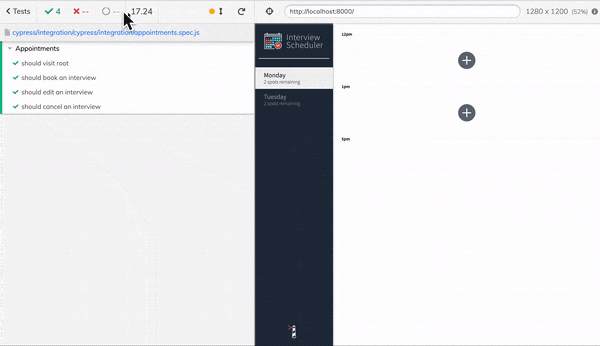 Tests
4
--
--
17.24
http://localhost:8000/
1280 x 1200 (52%)
cypress/integration/cypress/integration/appointments.spec.js
Appointments
should visit root
should book an interview
should edit an interview
should cancel an interview
Interview
Scheduler
Monday
2 spots remaining
Tuesday
2 spots remaining
12pm
1pm
5pm